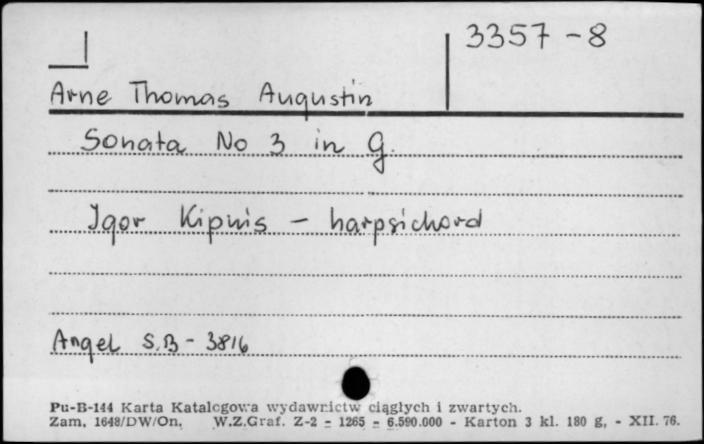 3357-8
Arne Thomas Augustin
Sonata No 3 in G.
Igor Kipnis - harpsichord
Angel S.B - 3816
Pu-B-144 Karta Katalogowa wydawnictw ciągłych i zwartych.
Zam. 1648/DW/On. W.Z.Graf. Z-2 = 1265 = 6.590.000 - Karton 3 kl. 180 g, - XII. 76.